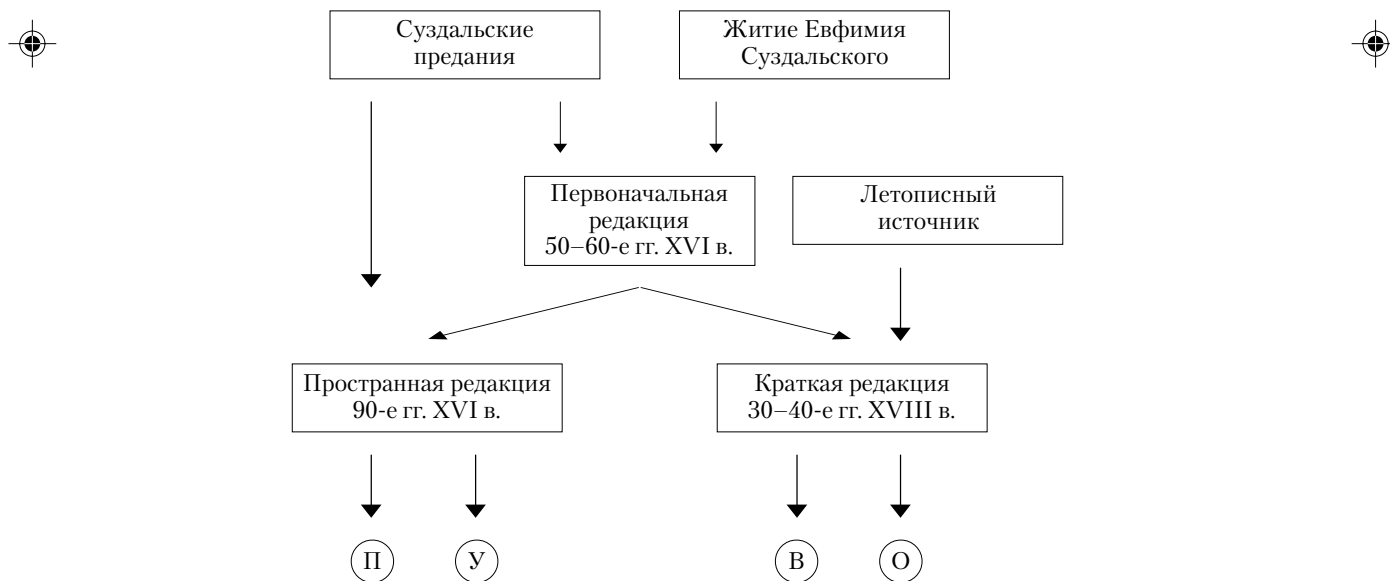 Суздальские
предания
Житие Евфимия
Суздальского
Первоначальная
редакция
50–60-е гг. XVI в.
Летописный
источник
Пространная редакция
90-е гг. XVI в.
Краткая редакция
30–40-е гг. XVIII в.
П
У
В
О